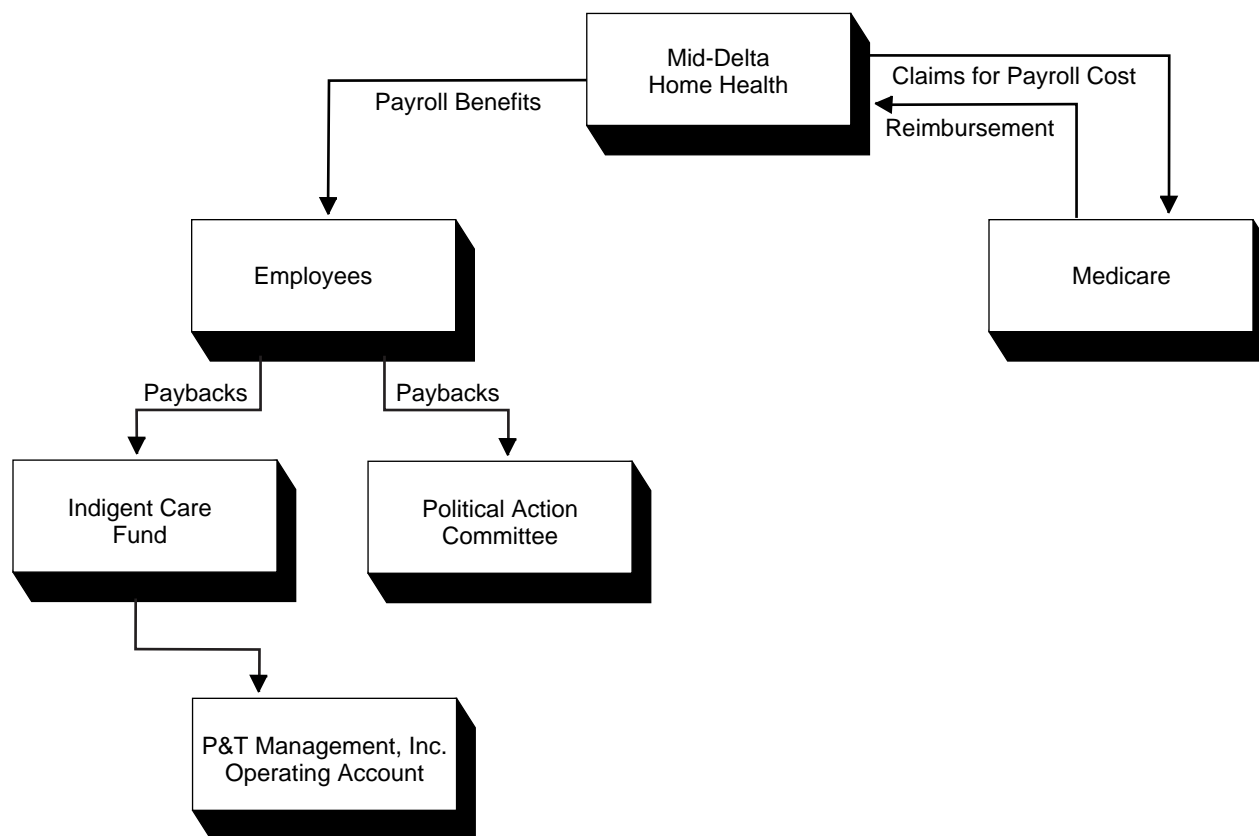 Mid-Delta
Home Health
Claims for Payroll Cost
Payroll Benefits
Reimbursement
Employees
Medicare
Paybacks
Paybacks
Indigent Care
Fund
Political Action
Committee
P&T Management, Inc.
Operating Account